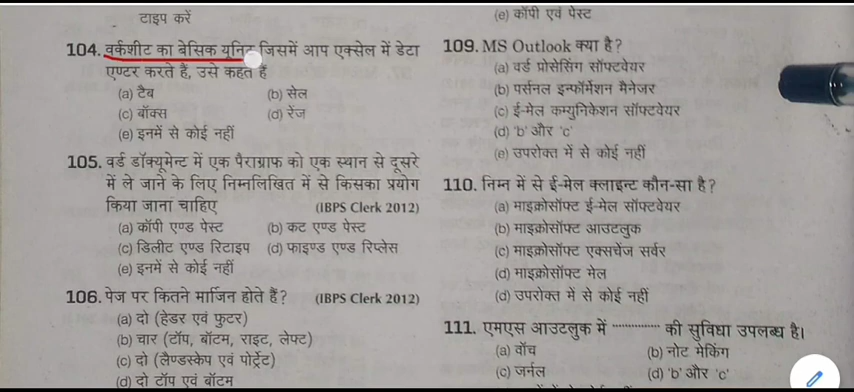 टाइप करें
104. वर्कशीट का बेसिक यूनिट जिसमें आप एक्सेल में डेटा
एण्टर करते हैं, उसे कहते हैं
(a) टैब (b) सेल
(c) बॉक्स (d) रेंज
(e) इनमें से कोई नहीं
105. वर्ड डॉक्यूमेन्ट में एक पैराग्राफ को एक स्थान से दूसरे
में ले जाने के लिए निम्नलिखित में से किसका प्रयोग
किया जाना चाहिए (IBPS Clerk 2012)
(a) कॉपी एण्ड पेस्ट (b) कट एण्ड पेस्ट
(c) डिलीट एण्ड रिटाइप (d) फाइण्ड एण्ड रिप्लेस
(e) इनमें से कोई नहीं
106. पेज पर कितने मार्जिन होते हैं? (IBPS Clerk 2012)
(a) दो (हेडर एवं फुटर)
(b) चार (टॉप, बॉटम, राइट, लेफ्ट)
(c) दो (लैण्डस्केप एवं पोर्ट्रेट)
(d) दो टॉप एवं बॉटम
(e) कॉपी एवं पेस्ट
109. MS Outlook क्या है?
(a) वर्ड प्रोसेसिंग सॉफ्टवेयर
(b) पर्सनल इन्फॉर्मेशन मैनेजर
(c) ई-मेल कम्युनिकेशन सॉफ्टवेयर
(d) 'b' और 'c'
(e) उपरोक्त में से कोई नहीं
110. निम्न में से ई-मेल क्लाइन्ट कौन-सा है?
(a) माइक्रोसॉफ्ट ई-मेल सॉफ्टवेयर
(b) माइक्रोसॉफ्ट आउटलुक
(c) माइक्रोसॉफ्ट एक्सचेंज सर्वर
(d) माइक्रोसॉफ्ट मेल
(d) उपरोक्त में से कोई नहीं
111. एमएस आउटलुक में ............... की सुविधा उपलब्ध है।
(a) वॉच (b) नोट मेकिंग
(c) जर्नल (d) 'b' और 'c'